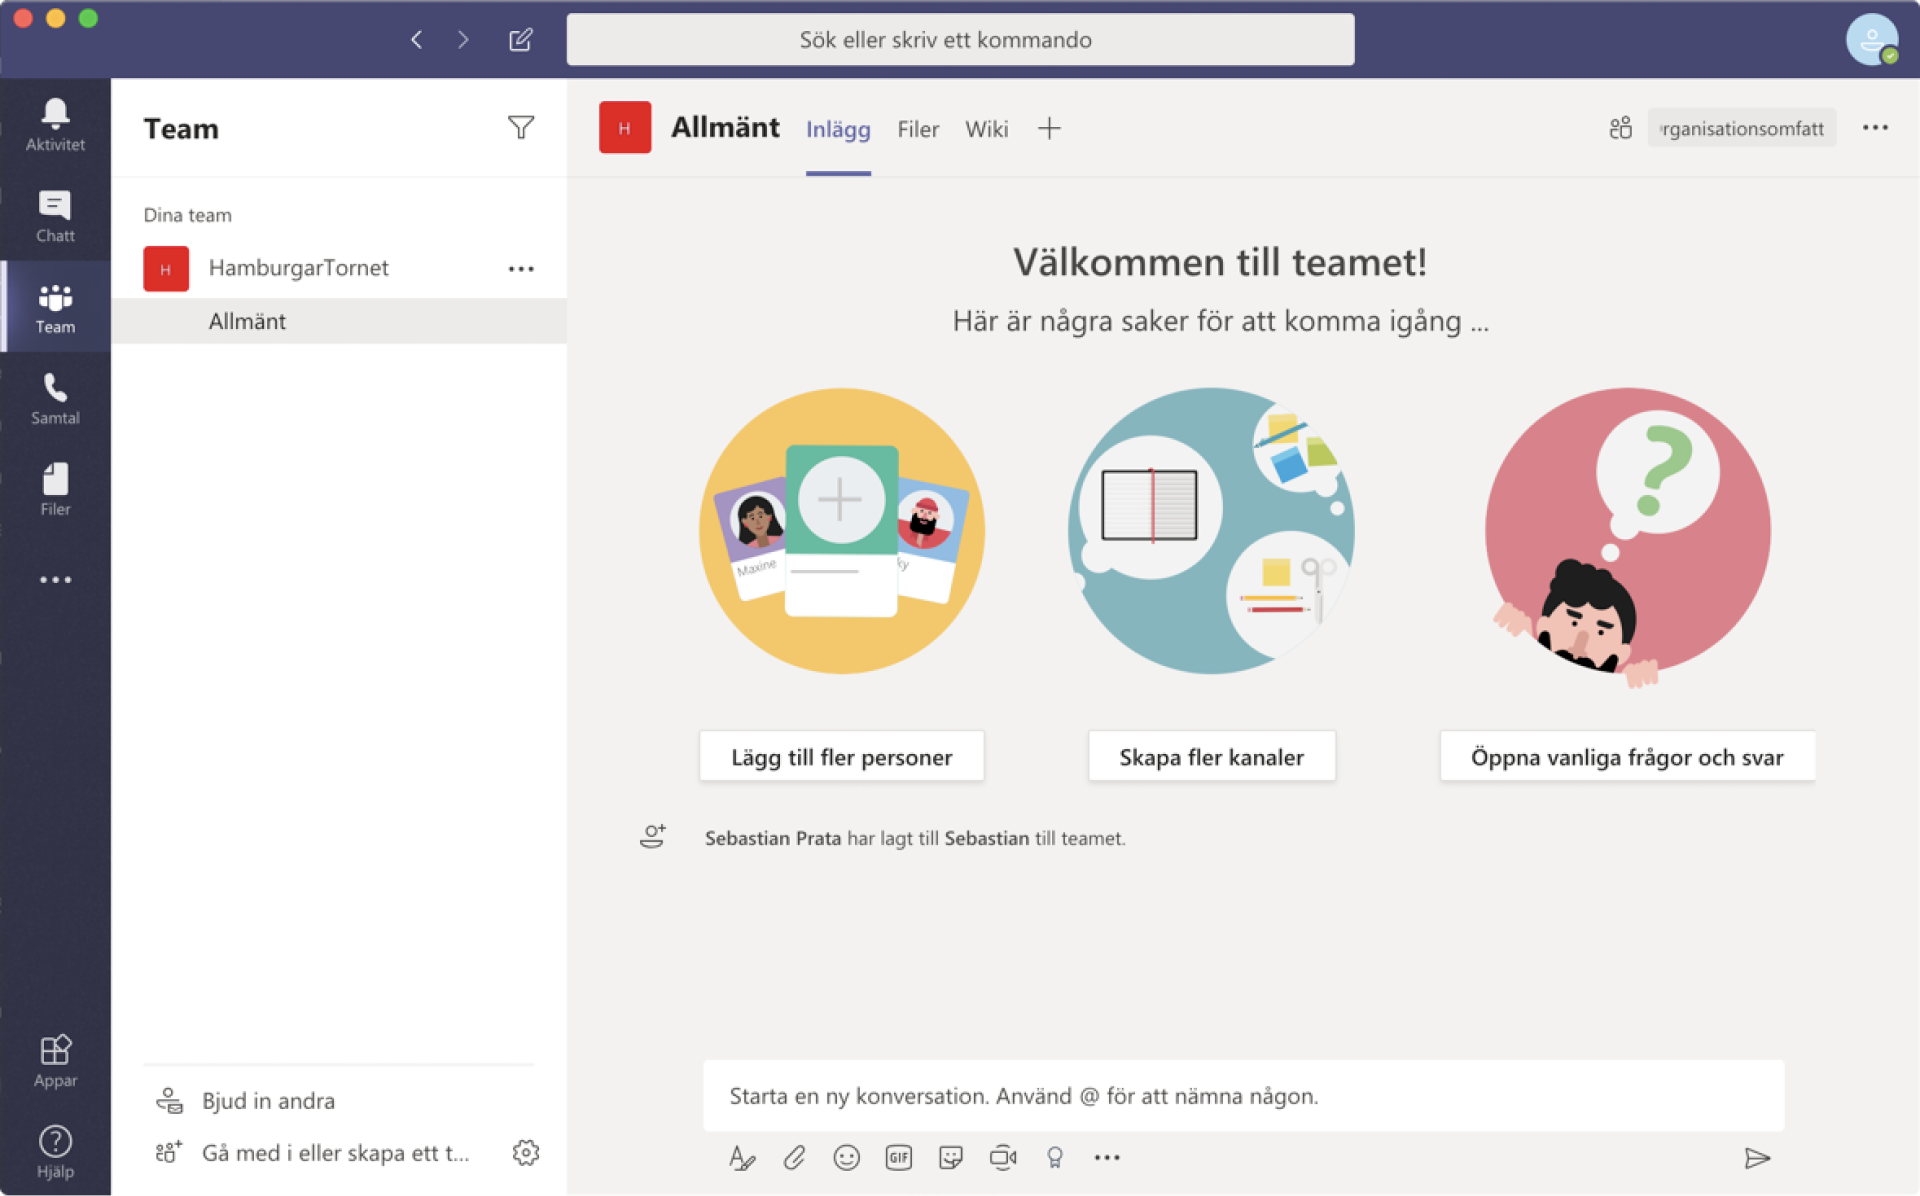 Sök eller skriv ett kommando
Aktivitet
Chatt
Team
Samtal
Filer
Appar
Hjälp
Team
Dina team
H HamburgarTornet
Allmänt
Bjud in andra
Gå med i eller skapa ett t...
H Allmänt Inlägg Filer Wiki
rganisationsomfatt
Välkommen till teamet!
Här är några saker för att komma igång ...
Maxine
ky
Lägg till fler personer
Skapa fler kanaler
Öppna vanliga frågor och svar
Sebastian Prata har lagt till Sebastian till teamet.
Starta en ny konversation. Använd @ för att nämna någon.
GIF